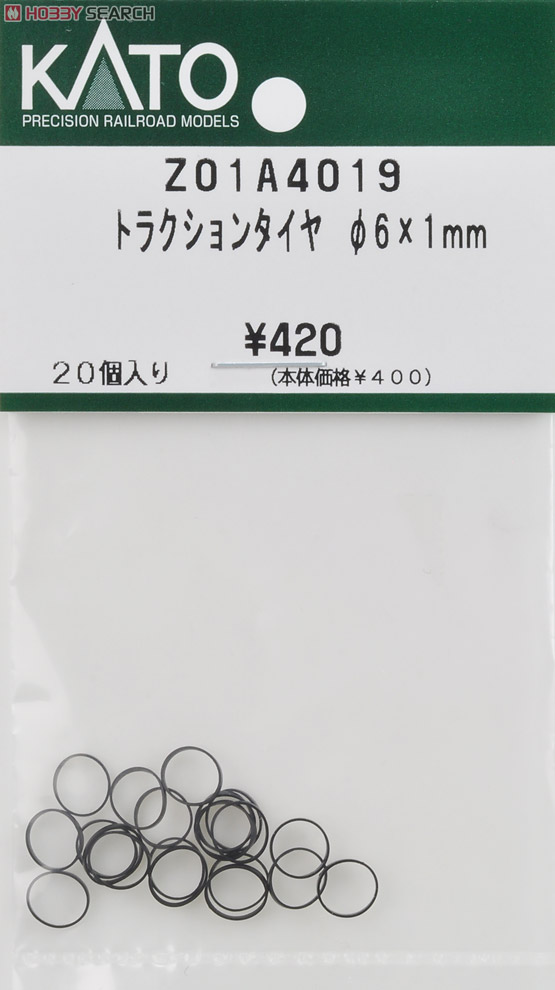 HOBBY SEARCH
KATO
PRECISION RAILROAD MODELS
Z01A4019
トラクションタイヤ φ6×1mm
¥420
20個入り
(本体価格¥400)